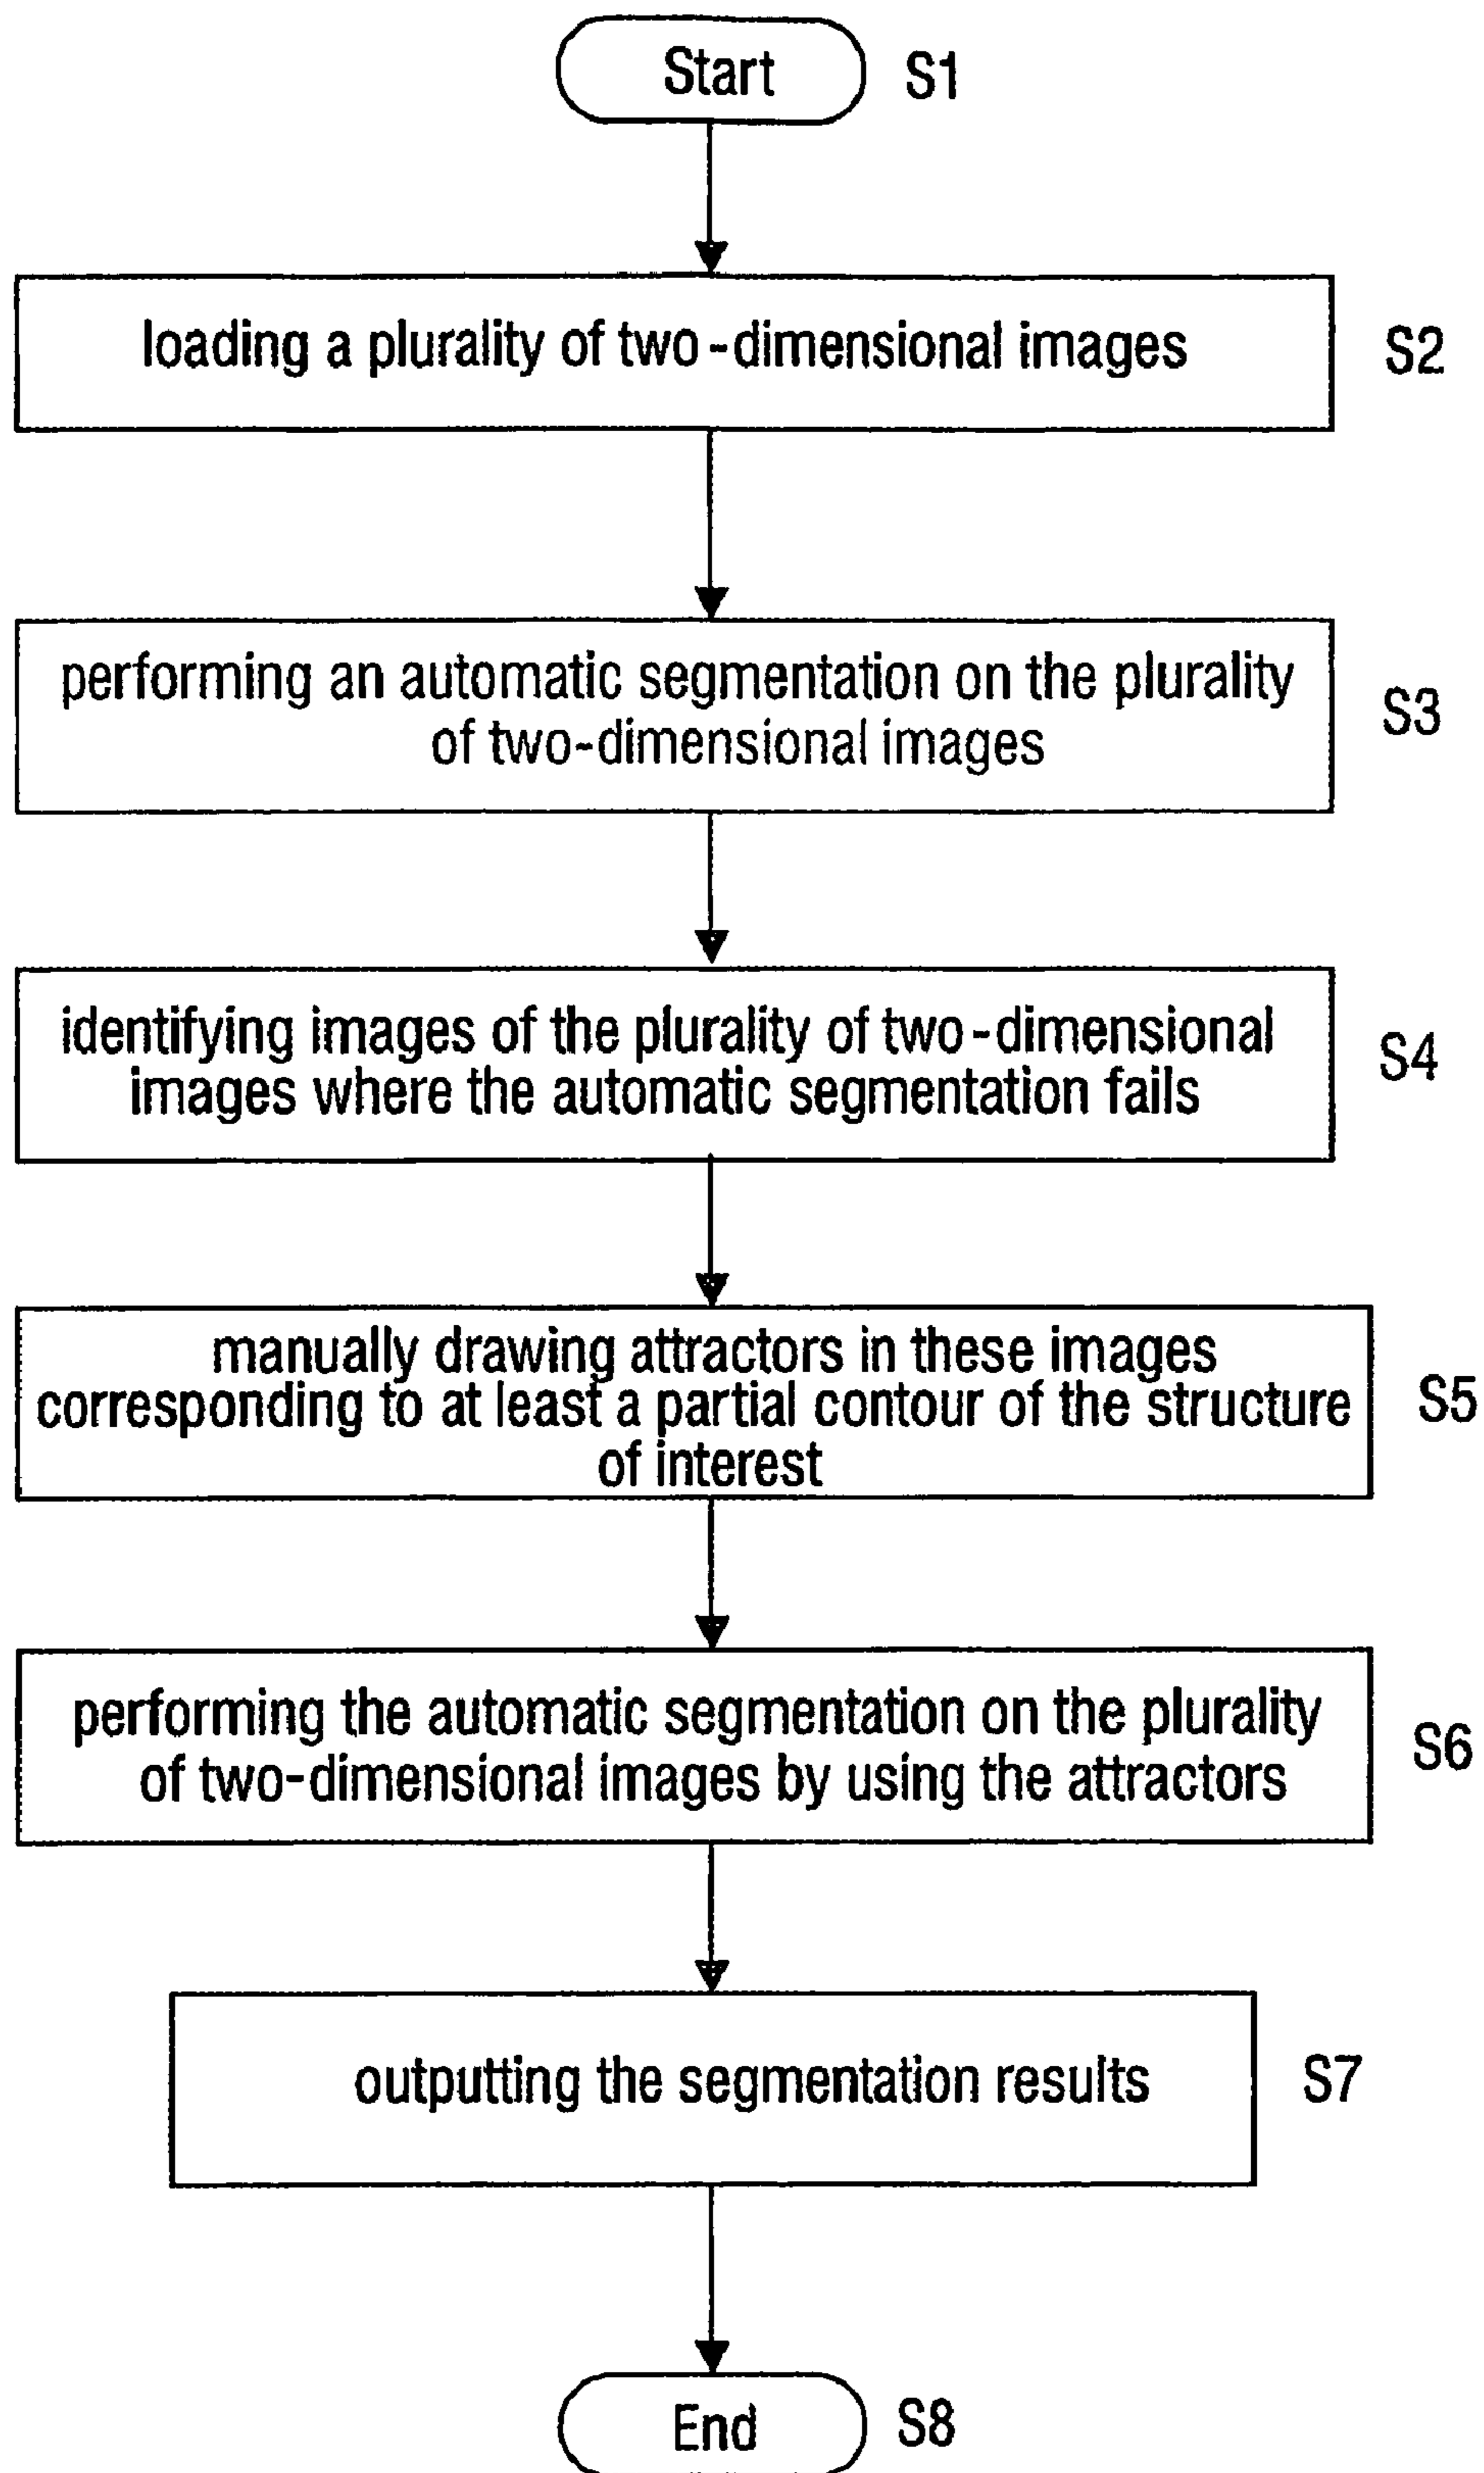 Start S1
loading a plurality of two-dimensional images S2
performing an automatic segmentation on the plurality
of two-dimensional images
S3
identifying images of the plurality of two-dimensional
images where the automatic segmentation fails
S4
manually drawing attractors in these images
corresponding to at least a partial contour of the structure
of interest
S5
performing the automatic segmentation on the plurality
of two-dimensional images by using the attractors
S6
outputting the segmentation results S7
End S8